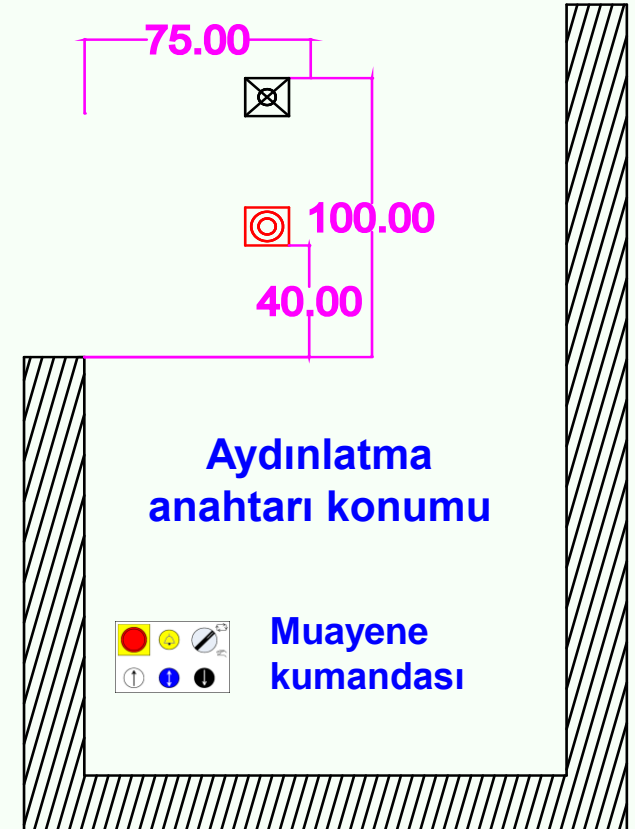 75.00
100.00
40.00
Aydınlatma
anahtarı konumu
Muayene
kumandası